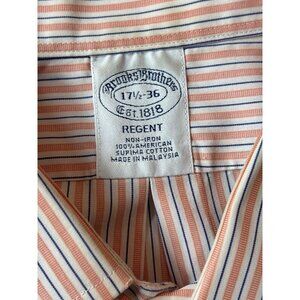 Brooks Brothers
17½-36
Est. 1818
REGENT
NON-IRON
100% AMERICAN
SUPIMA COTTON
MADE IN MALAYSIA